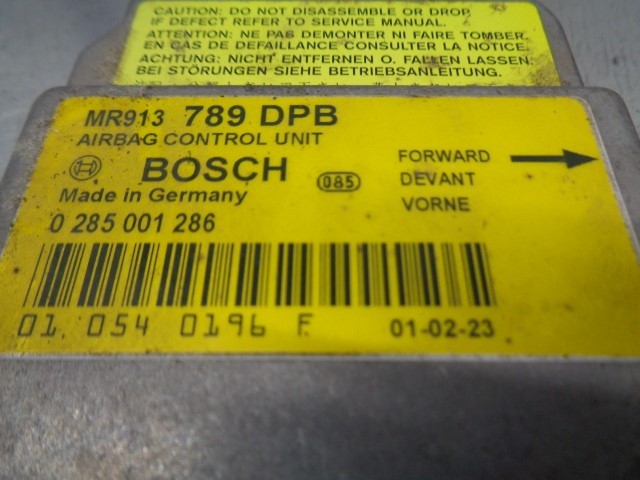 CAUTION: DO NOT DISASSEMBLE OR DROP.
IF DEFECT REFER TO SERVICE MANUAL.
ATTENTION: NE PAS DEMONTER NI FAIRE TOMBER.
EN CAS DE DEFAILLANCE CONSULTER LA NOTICE.
ACHTUNG: NICHT ENTFERNEN O. FALLEN LASSEN.
BEI STÖRUNGEN SIEHE BETRIEBSANLEITUNG.
MR913 789 DPB
AIRBAG CONTROL UNIT
BOSCH
085
Made in Germany
0 285 001 286
FORWARD
DEVANT
VORNE
01 054 0196 F
01-02-23